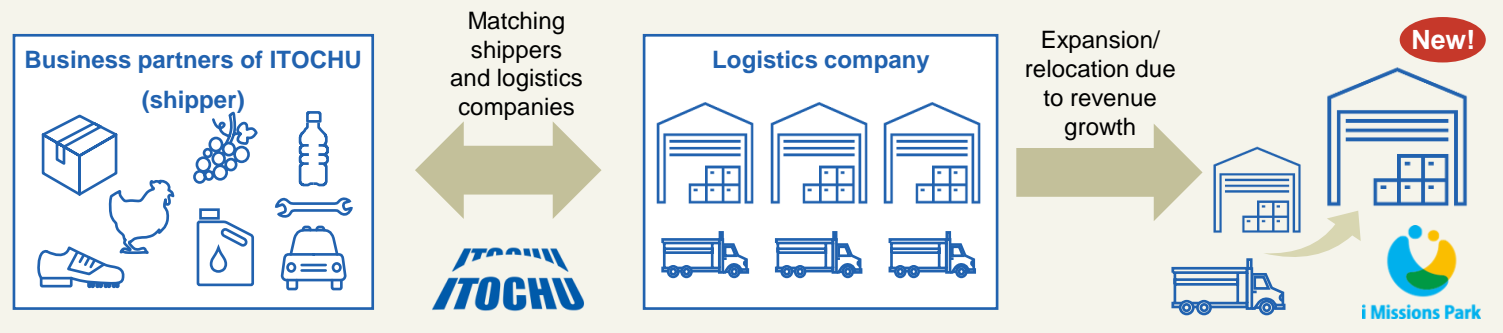 Business partners of ITOCHU
(shipper)
Matching
shippers
and logistics
companies
ITOCHU
ITOCHU
Logistics company
Expansion/
relocation due
to revenue
growth
New!
i Missions Park